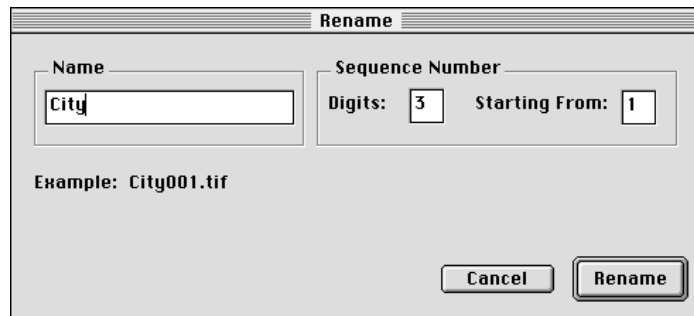 Rename
Name
Sequence Number
City
Digits: 3 Starting From: 1
Example: City001.tif
Cancel Rename